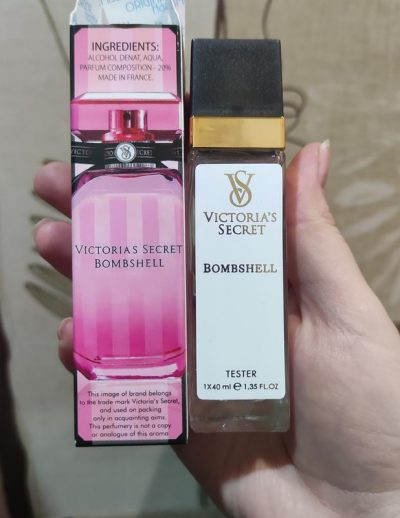 INGREDIENTS:
ALCOHOL DENAT, AQUA,
PARFUM COMPOSITION - 20%
MADE IN FRANCE.
VS
VICTORIA'S SECRET
BOMBSHELL
This image of brand belongs
to the trade mark Victoria's Secret,
and used on packing
only in acquainting aims.
This perfumery is not a copy
or analogue of this aroma
VS
VICTORIA'S
SECRET
BOMBSHELL
TESTER
1X40 ml ℮ 1,35 FL.OZ